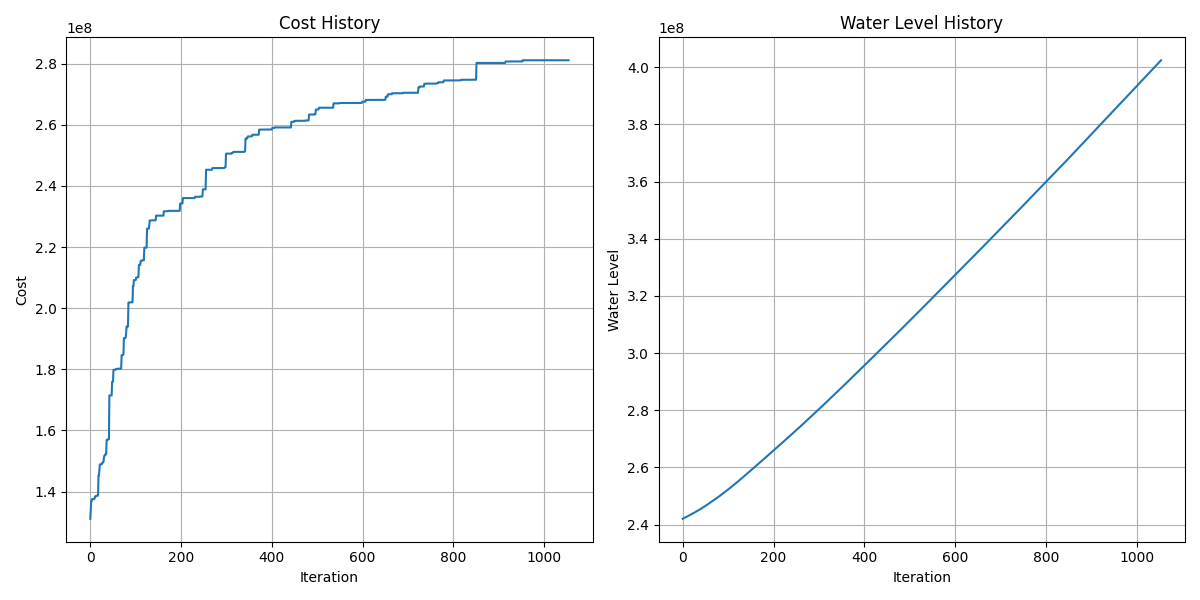 Cost History
1e8
Cost
2.8
2.6
2.4
2.2
2.0
1.8
1.6
1.4
0 200 400 600 800 1000
Iteration
Water Level History
1e8
Water Level
4.0
3.8
3.6
3.4
3.2
3.0
2.8
2.6
2.4
0 200 400 600 800 1000
Iteration